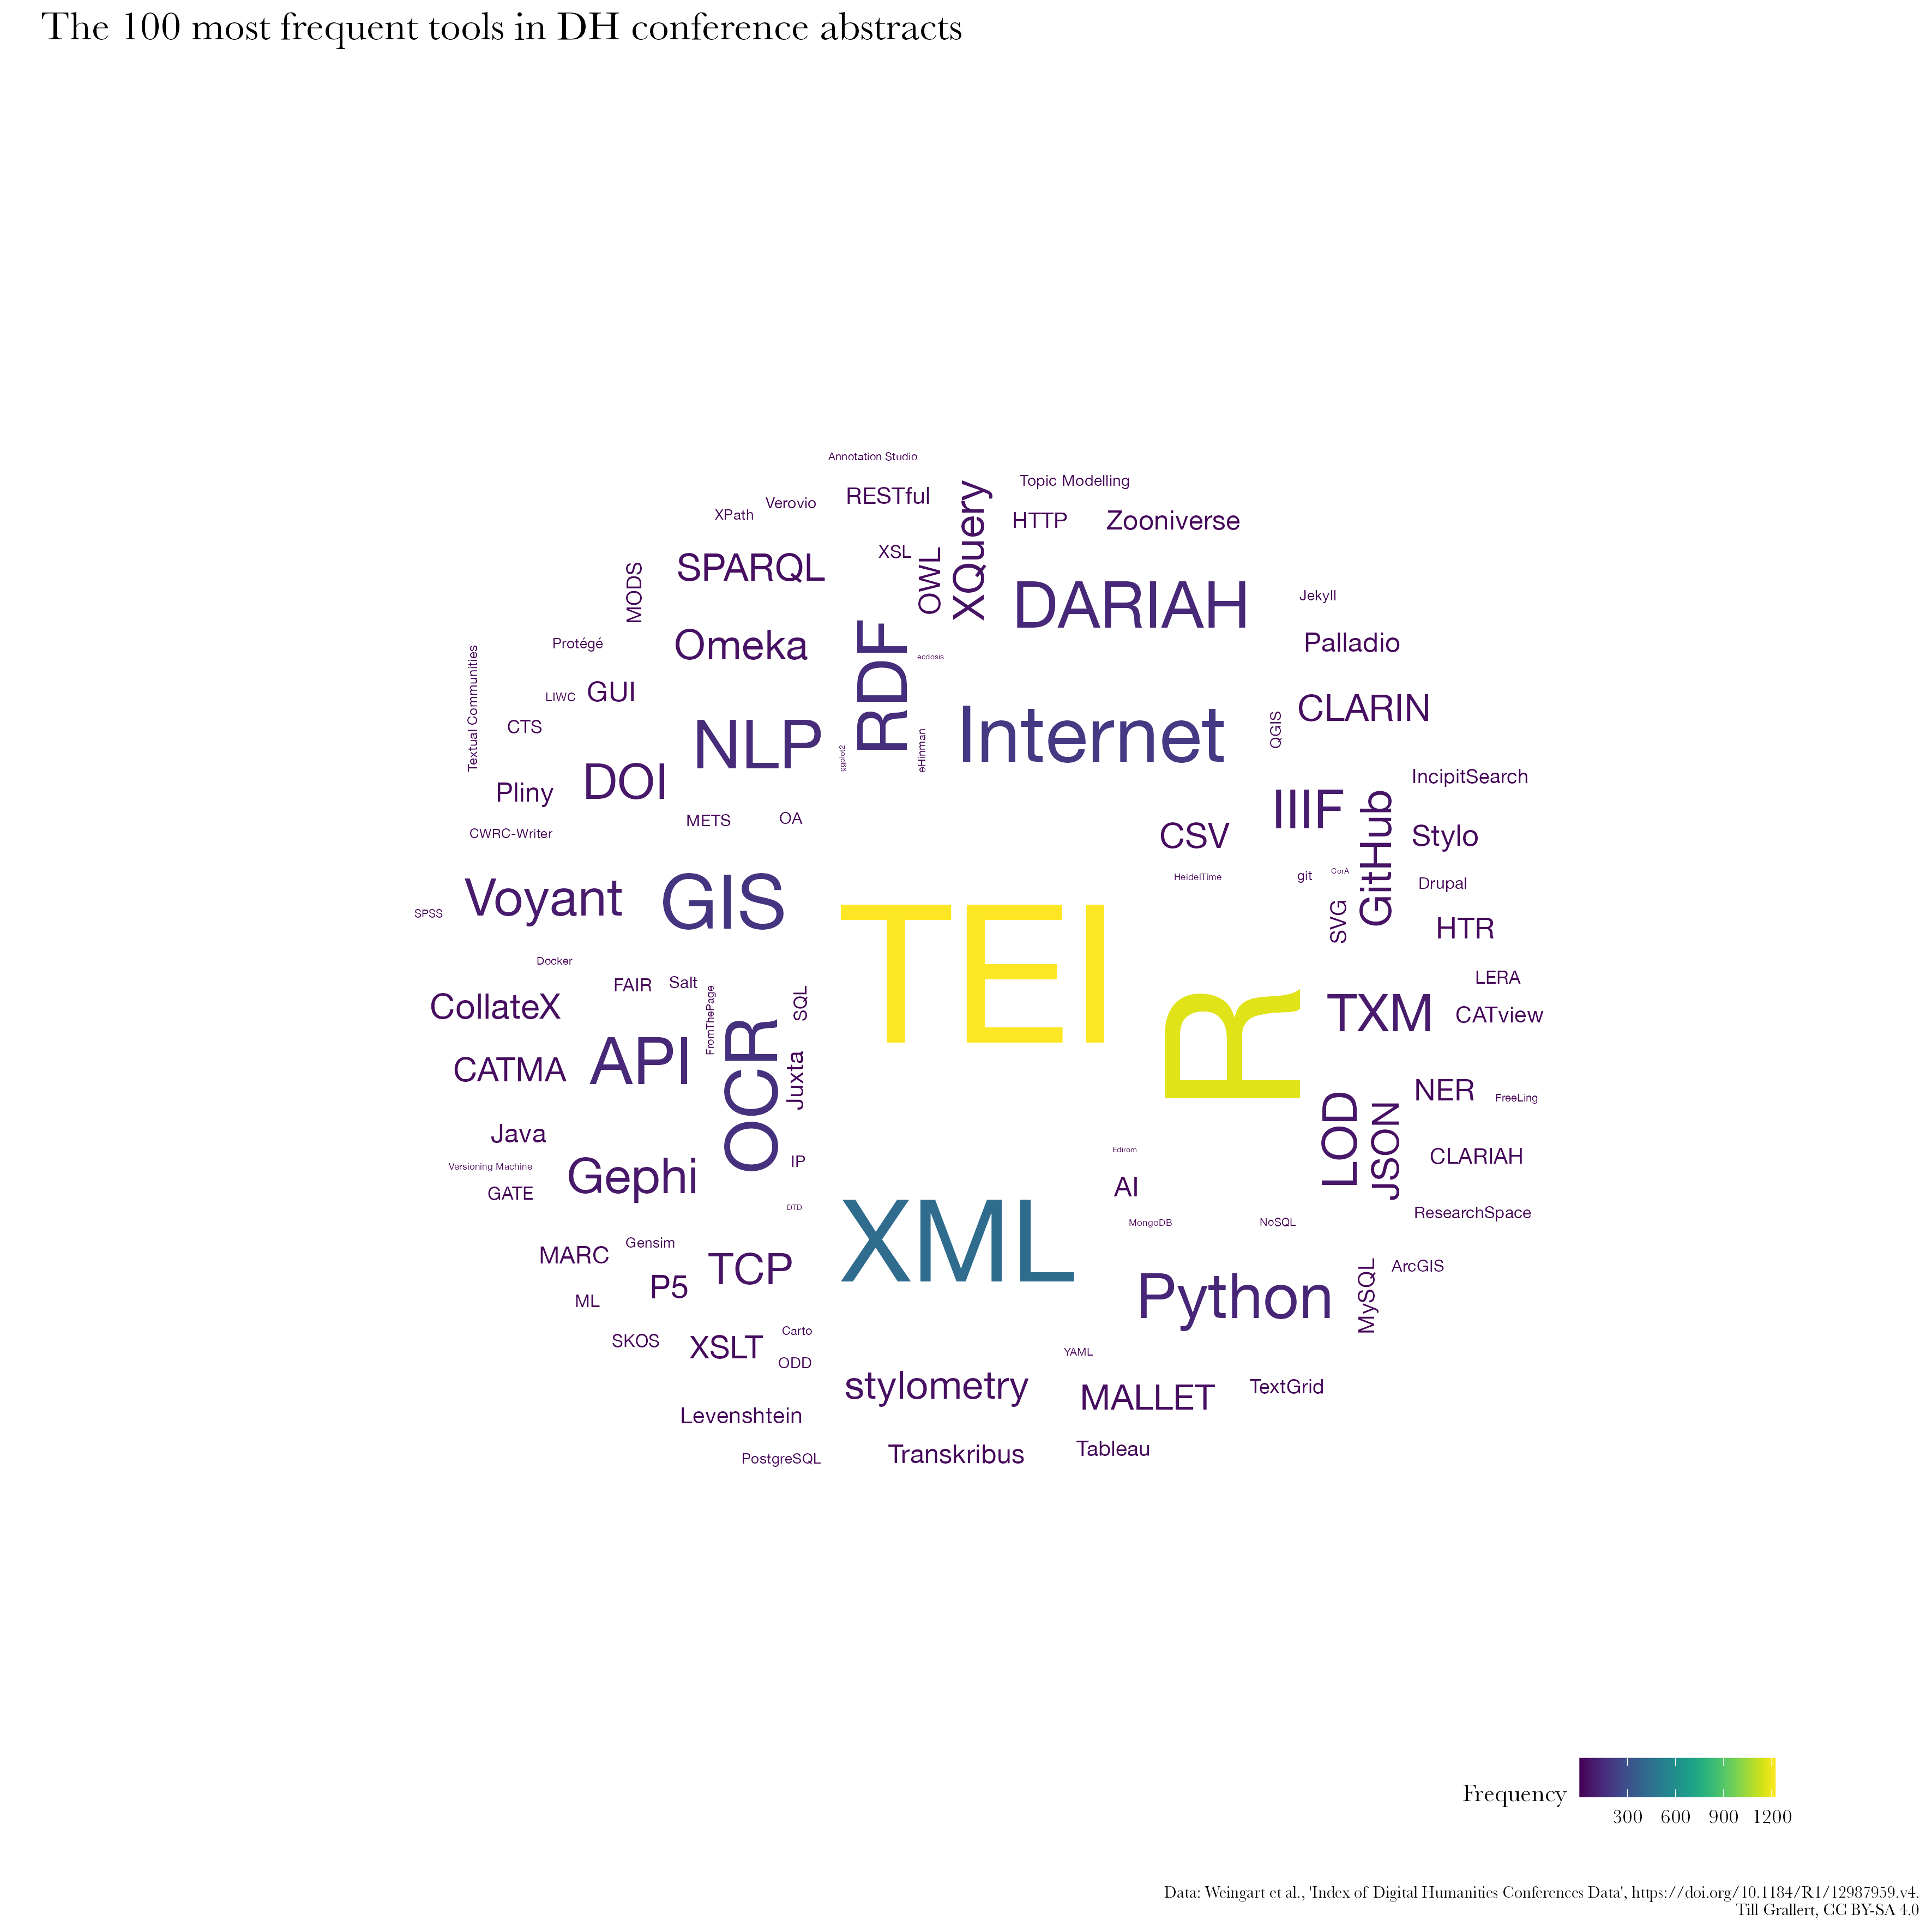 The 100 most frequent tools in DH conference abstracts
Annotation Studio
Topic Modelling
XPath
Verovio
RESTful
XQuery
HTTP
Zooniverse
SPARQL
XSL
OWL
MODS
DARIAH
Jekyll
Protégé
Omeka
RDF
ecdosis
Palladio
Textual Communities
LIWC
GUI
CLARIN
CTS
NLP
ggplot2
eHinman
Internet
QGIS
Pliny
DOI
IncipitSearch
CWRC-Writer
METS
OA
CSV
IIIF
GitHub
Stylo
SPSS
Voyant
GIS
HeidelTime
git
CorA
Drupal
SVG
HTR
TEI
Docker
FAIR
Salt
FromThePage
SQL
LERA
CollateX
R
TXM
CATview
CATMA
API
OCR
Juxta
NER
FreeLing
Java
LOD
JSON
Versioning Machine
Gephi
IP
Edirom
CLARIAH
GATE
AI
DTD
XML
MongoDB
NoSQL
ResearchSpace
MARC
Gensim
TCP
P5
ML
Python
MySQL
ArcGIS
SKOS
XSLT
Carto
ODD
YAML
stylometry
MALLET
TextGrid
Levenshtein
PostgreSQL
Transkribus
Tableau
Frequency
300 600 900 1200
Data: Weingart et al., 'Index of Digital Humanities Conferences Data', https://doi.org/10.1184/R1/12987959.v4.
Till Grallert, CC BY-SA 4.0